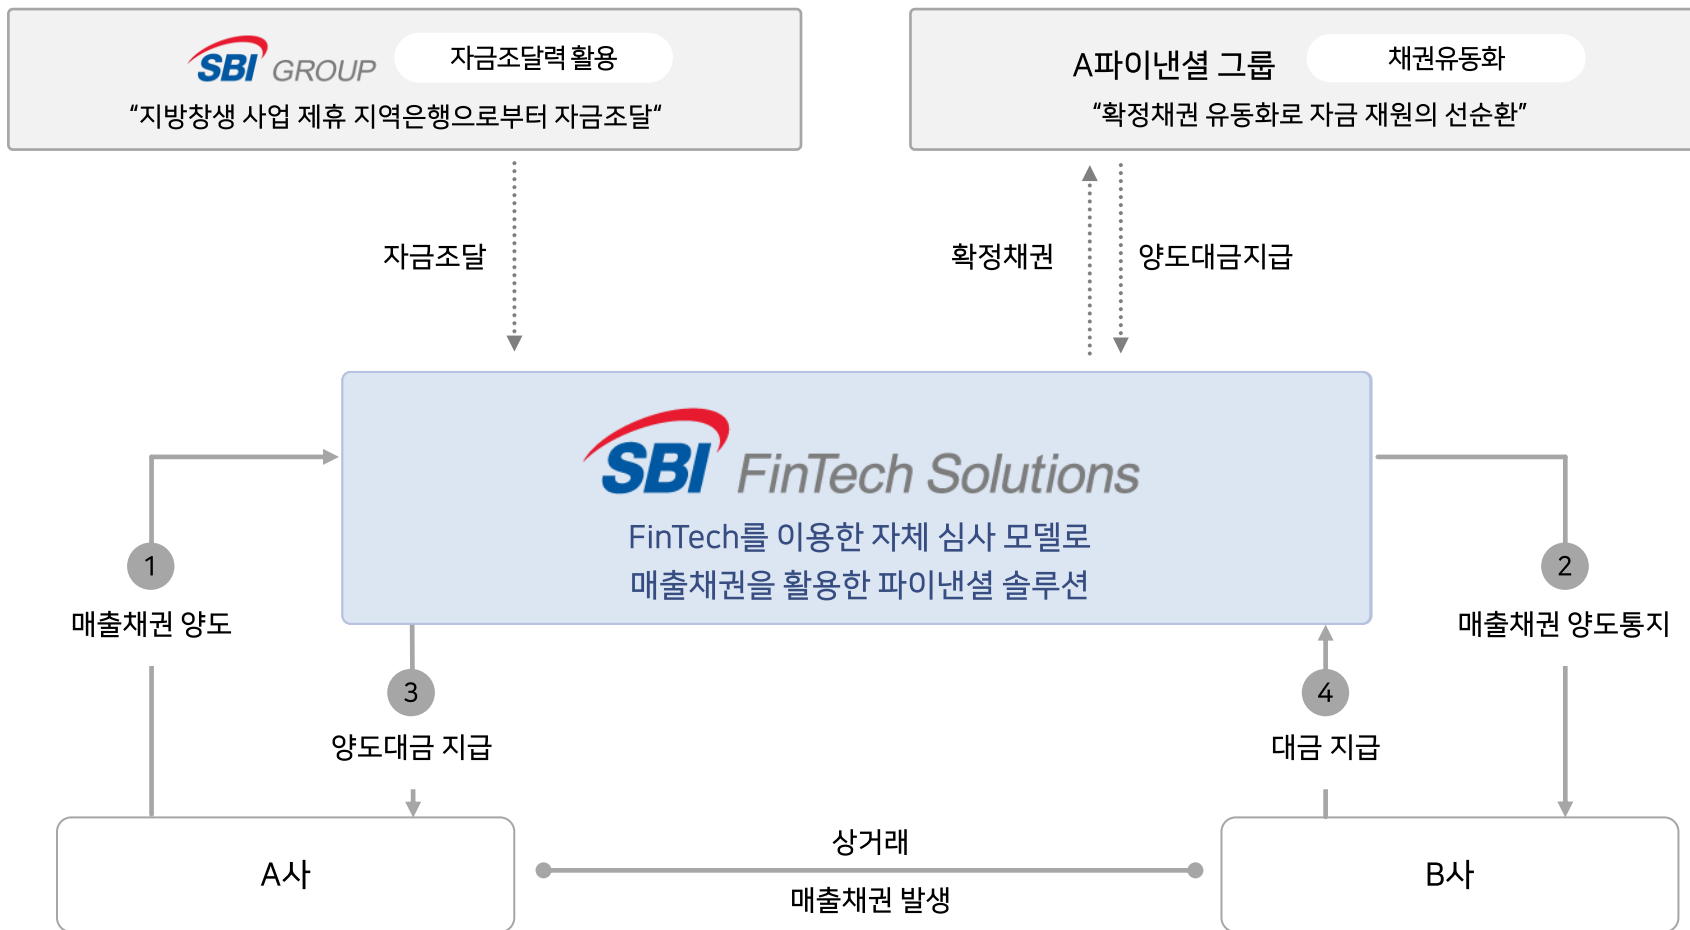 SBI GROUP 자금조달력 활용
“지방창생 사업 제휴 지역은행으로부터 자금조달“
A파이낸셜 그룹 채권유동화
“확정채권 유동화로 자금 재원의 선순환”
자금조달
확정채권
양도대금지급
SBI FinTech Solutions
FinTech를 이용한 자체 심사 모델로
매출채권을 활용한 파이낸셜 솔루션
1
매출채권 양도
2
매출채권 양도통지
3
양도대금 지급
4
대금 지급
A사
상거래
매출채권 발생
B사